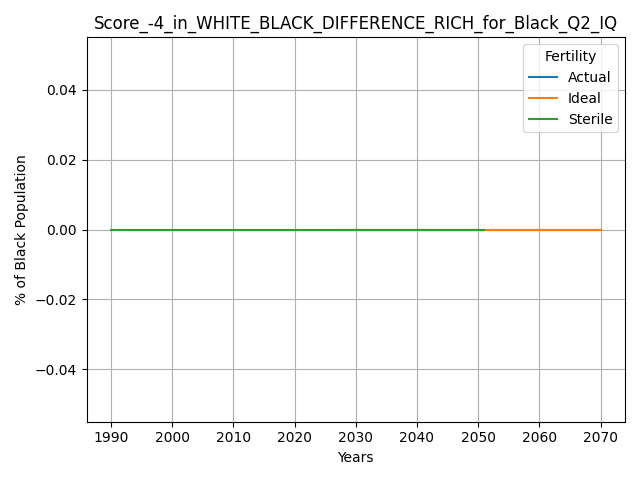 Score_-4_in_WHITE_BLACK_DIFFERENCE_RICH_for_Black_Q2_IQ
Fertility
Actual
Ideal
Sterile
% of Black Population
0.04
0.02
0.00
−0.02
−0.04
1990 2000 2010 2020 2030 2040 2050 2060 2070
Years